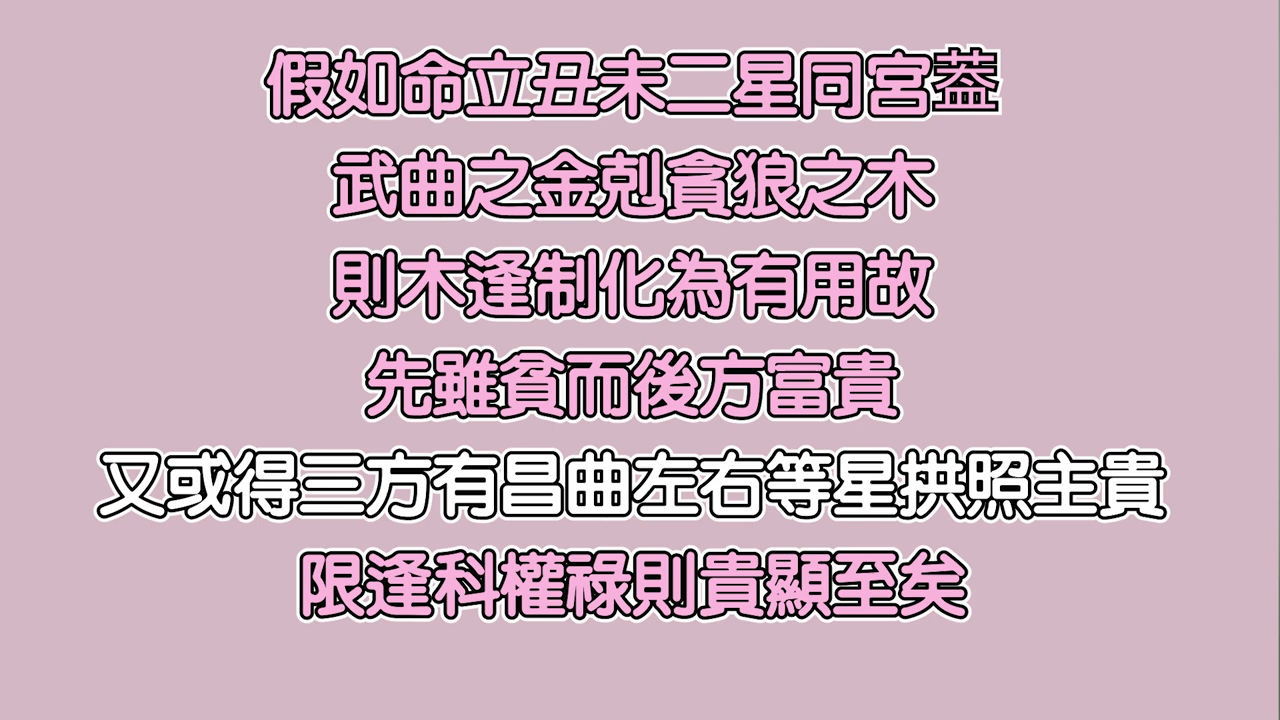 假如命立丑未二星同宮葢
武曲之金剋貪狼之木
則木逢制化為有用故
先雖貧而後方富貴
又或得三方有昌曲左右等星拱照主貴
限逢科權祿則貴顯至矣